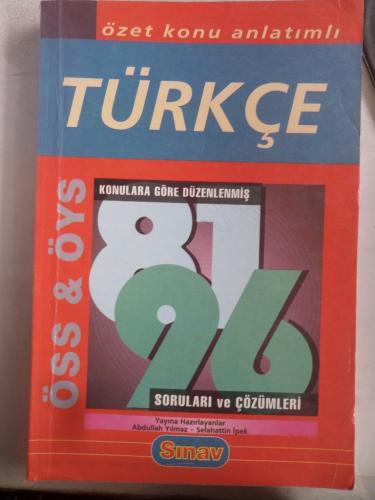 özet konu anlatımlı
TÜRKÇE
ÖSS & ÖYS
KONULARA GÖRE DÜZENLENMİŞ
81
96
SORULARI ve ÇÖZÜMLERİ
Yayına Hazırlayanlar
Abdullah Yılmaz - Selahattin İpek
Sınav